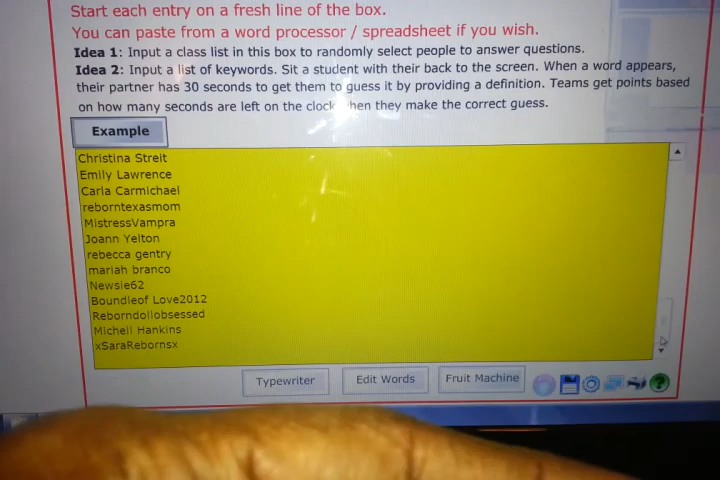 Start each entry on a fresh line of the box.
You can paste from a word processor / spreadsheet if you wish.
Idea 1: Input a class list in this box to randomly select people to answer questions.
Idea 2: Input a list of keywords. Sit a student with their back to the screen. When a word appears,
their partner has 30 seconds to get them to guess it by providing a definition. Teams get points based
on how many seconds are left on the clock when they make the correct guess.
Example
Christina Streit
Emily Lawrence
Carla Carmichael
reborntexasmom
MistressVampra
Joann Yelton
rebecca gentry
mariah branco
Newsie62
Boundleof Love2012
Reborndollobsessed
Michell Hankins
xSaraRebornsx
Typewriter
Edit Words
Fruit Machine
?